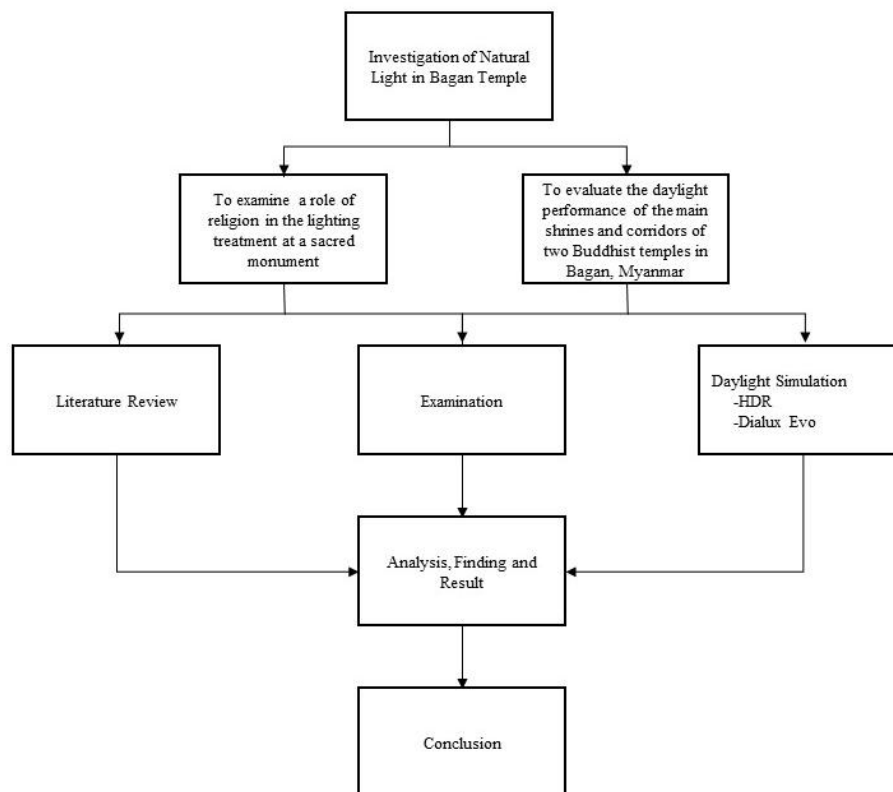 Investigation of Natural
Light in Bagan Temple
To examine a role of
religion in the lighting
treatment at a sacred
monument
To evaluate the daylight
performance of the main
shrines and corridors of
two Buddhist temples in
Bagan, Myanmar
Literature Review
Examination
Daylight Simulation
-HDR
-Dialux Evo
Analysis, Finding and
Result
Conclusion